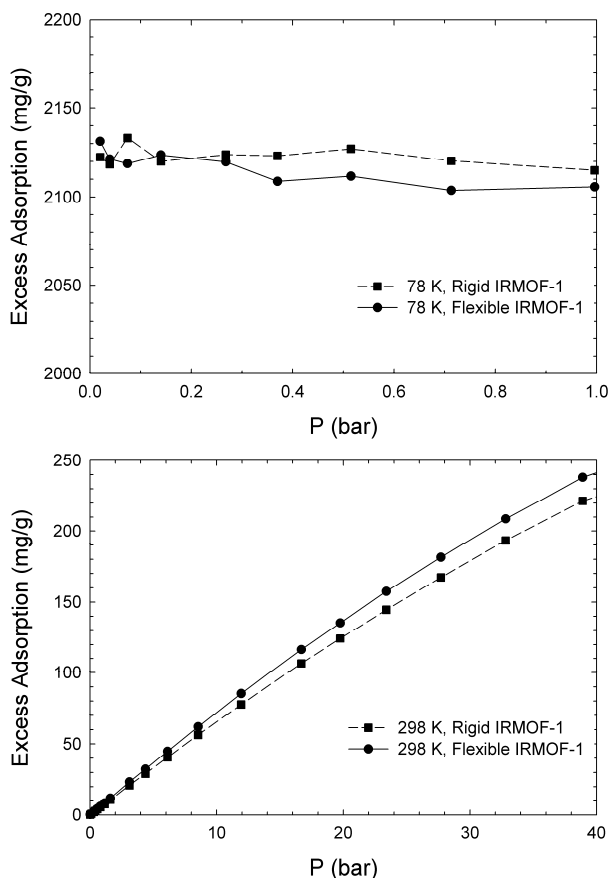 2200
2150
2100
2050
2000
Excess Adsorption (mg/g)
78 K, Rigid IRMOF-1
78 K, Flexible IRMOF-1
0.0 0.2 0.4 0.6 0.8 1.0
P (bar)
250
200
150
100
50
0
Excess Adsorption (mg/g)
298 K, Rigid IRMOF-1
298 K, Flexible IRMOF-1
0 10 20 30 40
P (bar)